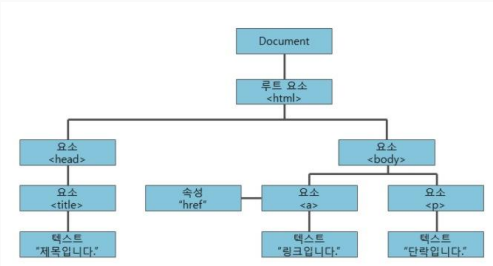 Document
루트 요소
<html>
요소
<head>
요소
<body>
요소
<title>
속성
"href"
요소
<a>
요소
<p>
텍스트
"제목입니다."
텍스트
"링크입니다."
텍스트
"단락입니다."